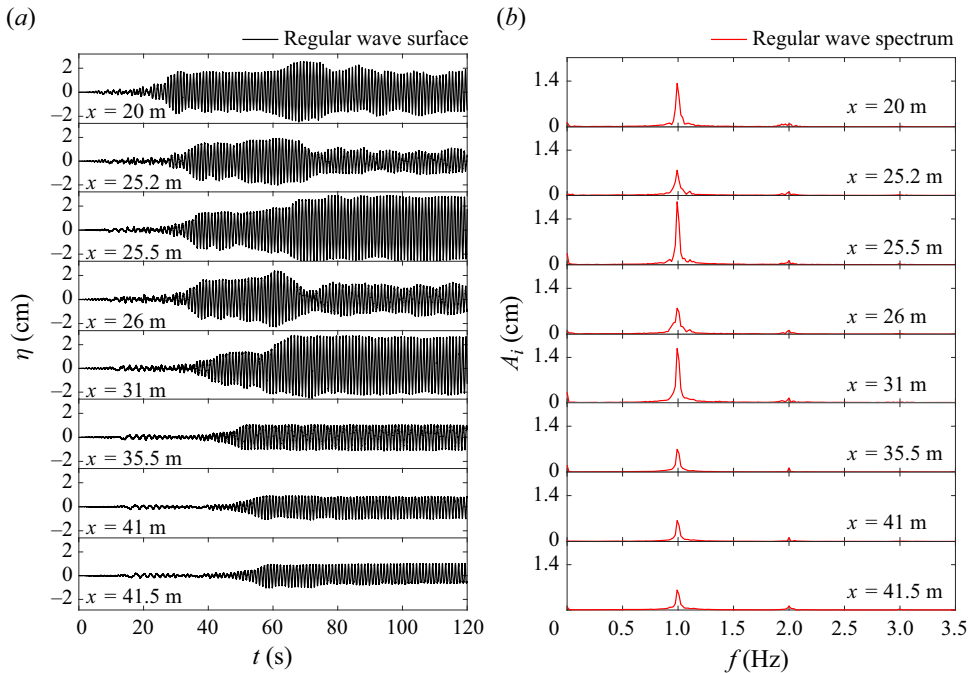 (a)
(b)
Regular wave surface
Regular wave spectrum
2
0
–2
x = 20 m
2
0
–2
x = 25.2 m
2
0
–2
x = 25.5 m
2
0
–2
x = 26 m
2
0
–2
x = 31 m
2
0
–2
x = 35.5 m
2
0
–2
x = 41 m
2
0
–2
x = 41.5 m
η (cm)
0 20 40 60 80 100 120
t (s)
1.4
0
x = 20 m
1.4
0
x = 25.2 m
1.4
0
x = 25.5 m
1.4
0
x = 26 m
1.4
0
x = 31 m
1.4
0
x = 35.5 m
1.4
0
x = 41 m
1.4
x = 41.5 m
A_i (cm)
0 0.5 1.0 1.5 2.0 2.5 3.0 3.5
f (Hz)